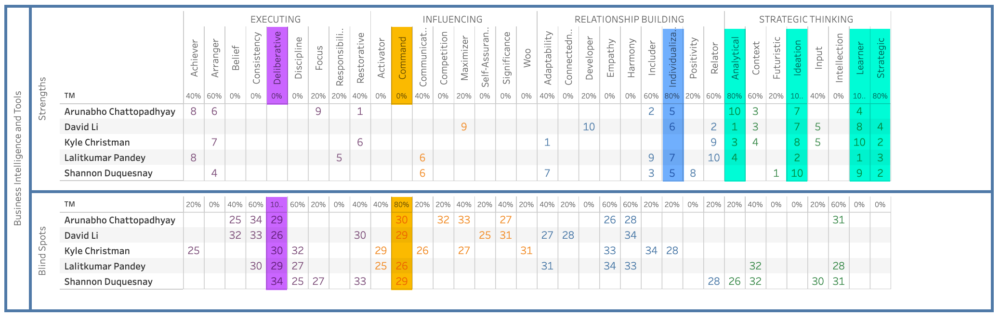 Business Intelligence and Tools
Strengths
EXECUTING INFLUENCING RELATIONSHIP BUILDING STRATEGIC THINKING
Achiever Arranger Belief Consistency Deliberative Discipline Focus Responsibili.. Restorative Activator Command Communicat.. Competition Maximizer Self-Assuran.. Significance Woo Adaptability Connectedn.. Developer Empathy Harmony Includer Individualiza.. Positivity Relator Analytical Context Futuristic Ideation Input Intellection Learner Strategic
TM 40% 60% 0% 0% 0% 0% 20% 20% 40% 0% 0% 40% 0% 20% 0% 0% 0% 40% 0% 20% 0% 0% 60% 80% 20% 60% 80% 60% 20% 10.. 40% 0% 10.. 80%
Arunabho Chattopadhyay 8 6 9 1 2 5 10 3 7 4
David Li 9 10 6 2 1 3 7 5 8 4
Kyle Christman 7 6 1 9 3 4 8 5 10 2
Lalitkumar Pandey 8 5 6 9 7 10 4 2 1 3
Shannon Duquesnay 4 6 7 3 5 8 1 10 9 2
Blind Spots
TM 20% 0% 40% 60% 10.. 60% 20% 0% 40% 40% 80% 20% 20% 40% 20% 40% 20% 40% 20% 0% 60% 60% 20% 20% 0% 20% 20% 40% 0% 0% 20% 60% 0% 0%
Arunabho Chattopadhyay 25 34 29 30 32 33 27 26 28 31
David Li 32 33 26 30 29 25 31 27 28 34
Kyle Christman 25 30 32 29 26 27 31 33 34 28
Lalitkumar Pandey 30 29 27 25 26 31 34 33 32 28
Shannon Duquesnay 34 25 27 33 29 28 26 32 30 31